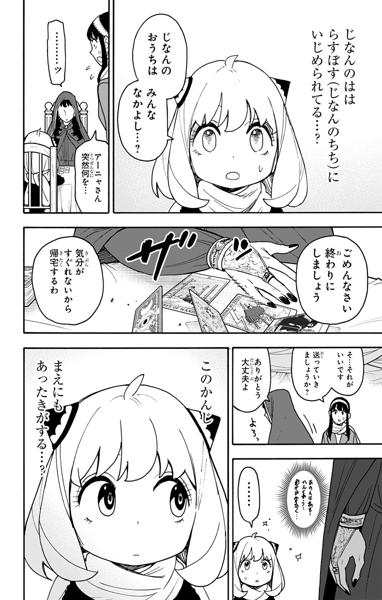 じなんのはは
らすぼす(じなんのちち)に
いじめられてる…？
じなんの
おうちは
みんな
なかよし…？
………ッ
アーニャさん
突然何を…
ごめんなさい
終わりに
しましょう
ザッ
気分が
すぐれないから
帰宅するわ
そ…それが
いいです
送っていき
ましょうか？
ありがとう
大丈夫よ
よろ、
……
このかんじ
まえにも
あったきがする…？